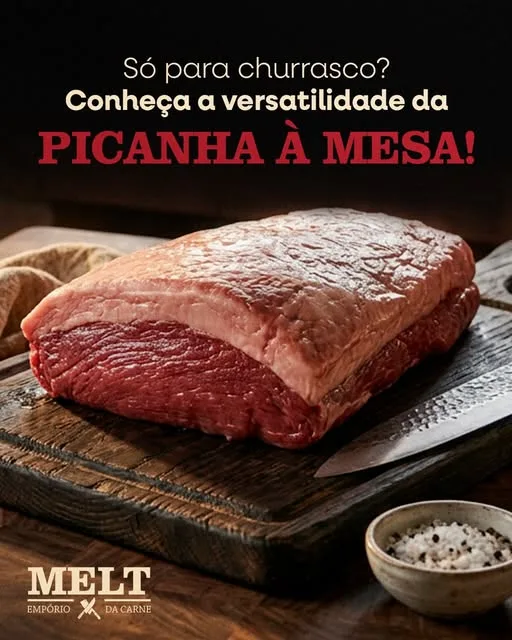 Só para churrasco?
Conheça a versatilidade da
PICANHA À MESA!
MELT
EMPÓRIO DA CARNE